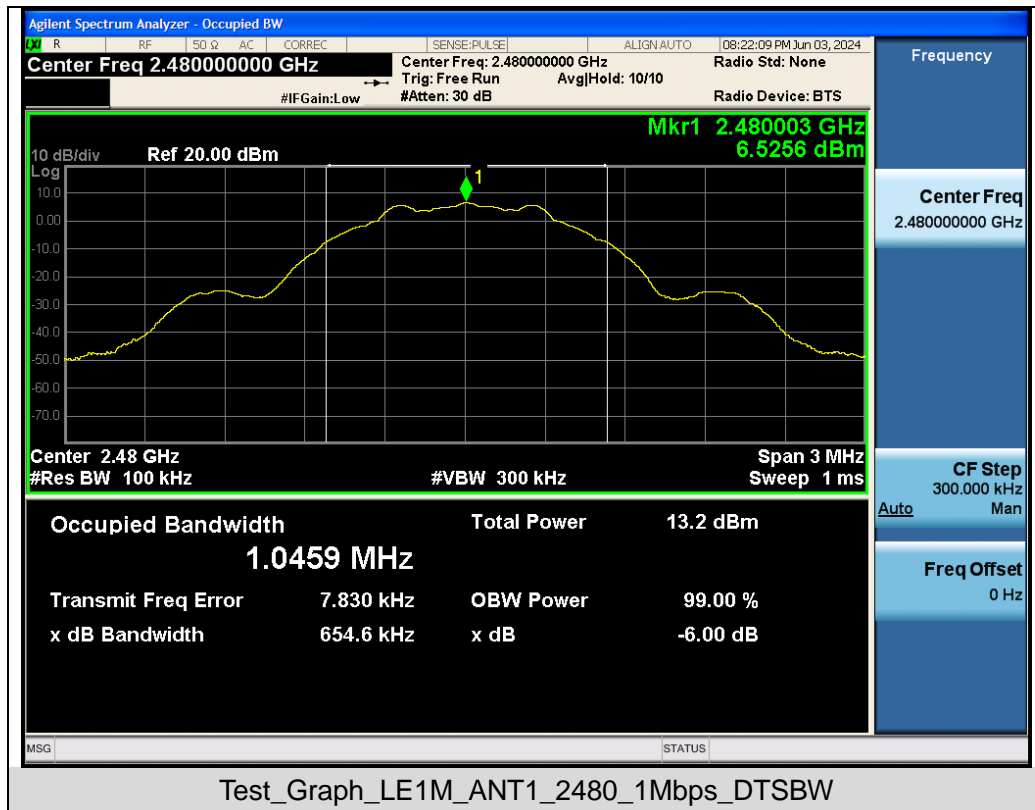 Agilent Spectrum Analyzer - Occupied BW
LXI R RF 50 Ω AC CORREC SENSE:PULSE ALIGN AUTO 08:22:09 PM Jun 03, 2024
Center Freq 2.480000000 GHz
Center Freq: 2.480000000 GHz
Radio Std: None
Trig: Free Run Avg|Hold: 10/10
#IFGain:Low #Atten: 30 dB Radio Device: BTS
Mkr1 2.480003 GHz
6.5256 dBm
10 dB/div Ref 20.00 dBm
Log
10.0
0.00
-10.0
-20.0
-30.0
-40.0
-50.0
-60.0
-70.0
1
Center 2.48 GHz Span 3 MHz
#Res BW 100 kHz #VBW 300 kHz Sweep 1 ms
Occupied Bandwidth Total Power 13.2 dBm
1.0459 MHz
Transmit Freq Error 7.830 kHz OBW Power 99.00 %
x dB Bandwidth 654.6 kHz x dB -6.00 dB
MSG STATUS
Frequency
Center Freq
2.480000000 GHz
CF Step
300.000 kHz
Auto Man
Freq Offset
0 Hz
Test_Graph_LE1M_ANT1_2480_1Mbps_DTSBW